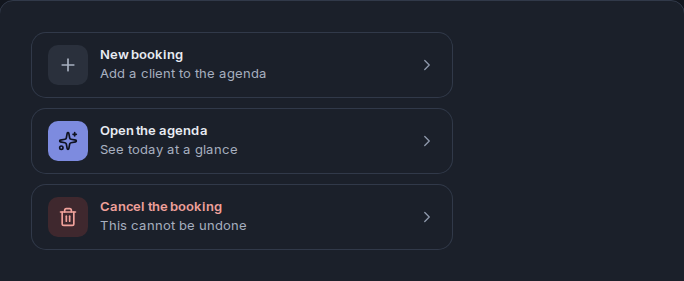 New booking
Add a client to the agenda
Open the agenda
See today at a glance
Cancel the booking
This cannot be undone